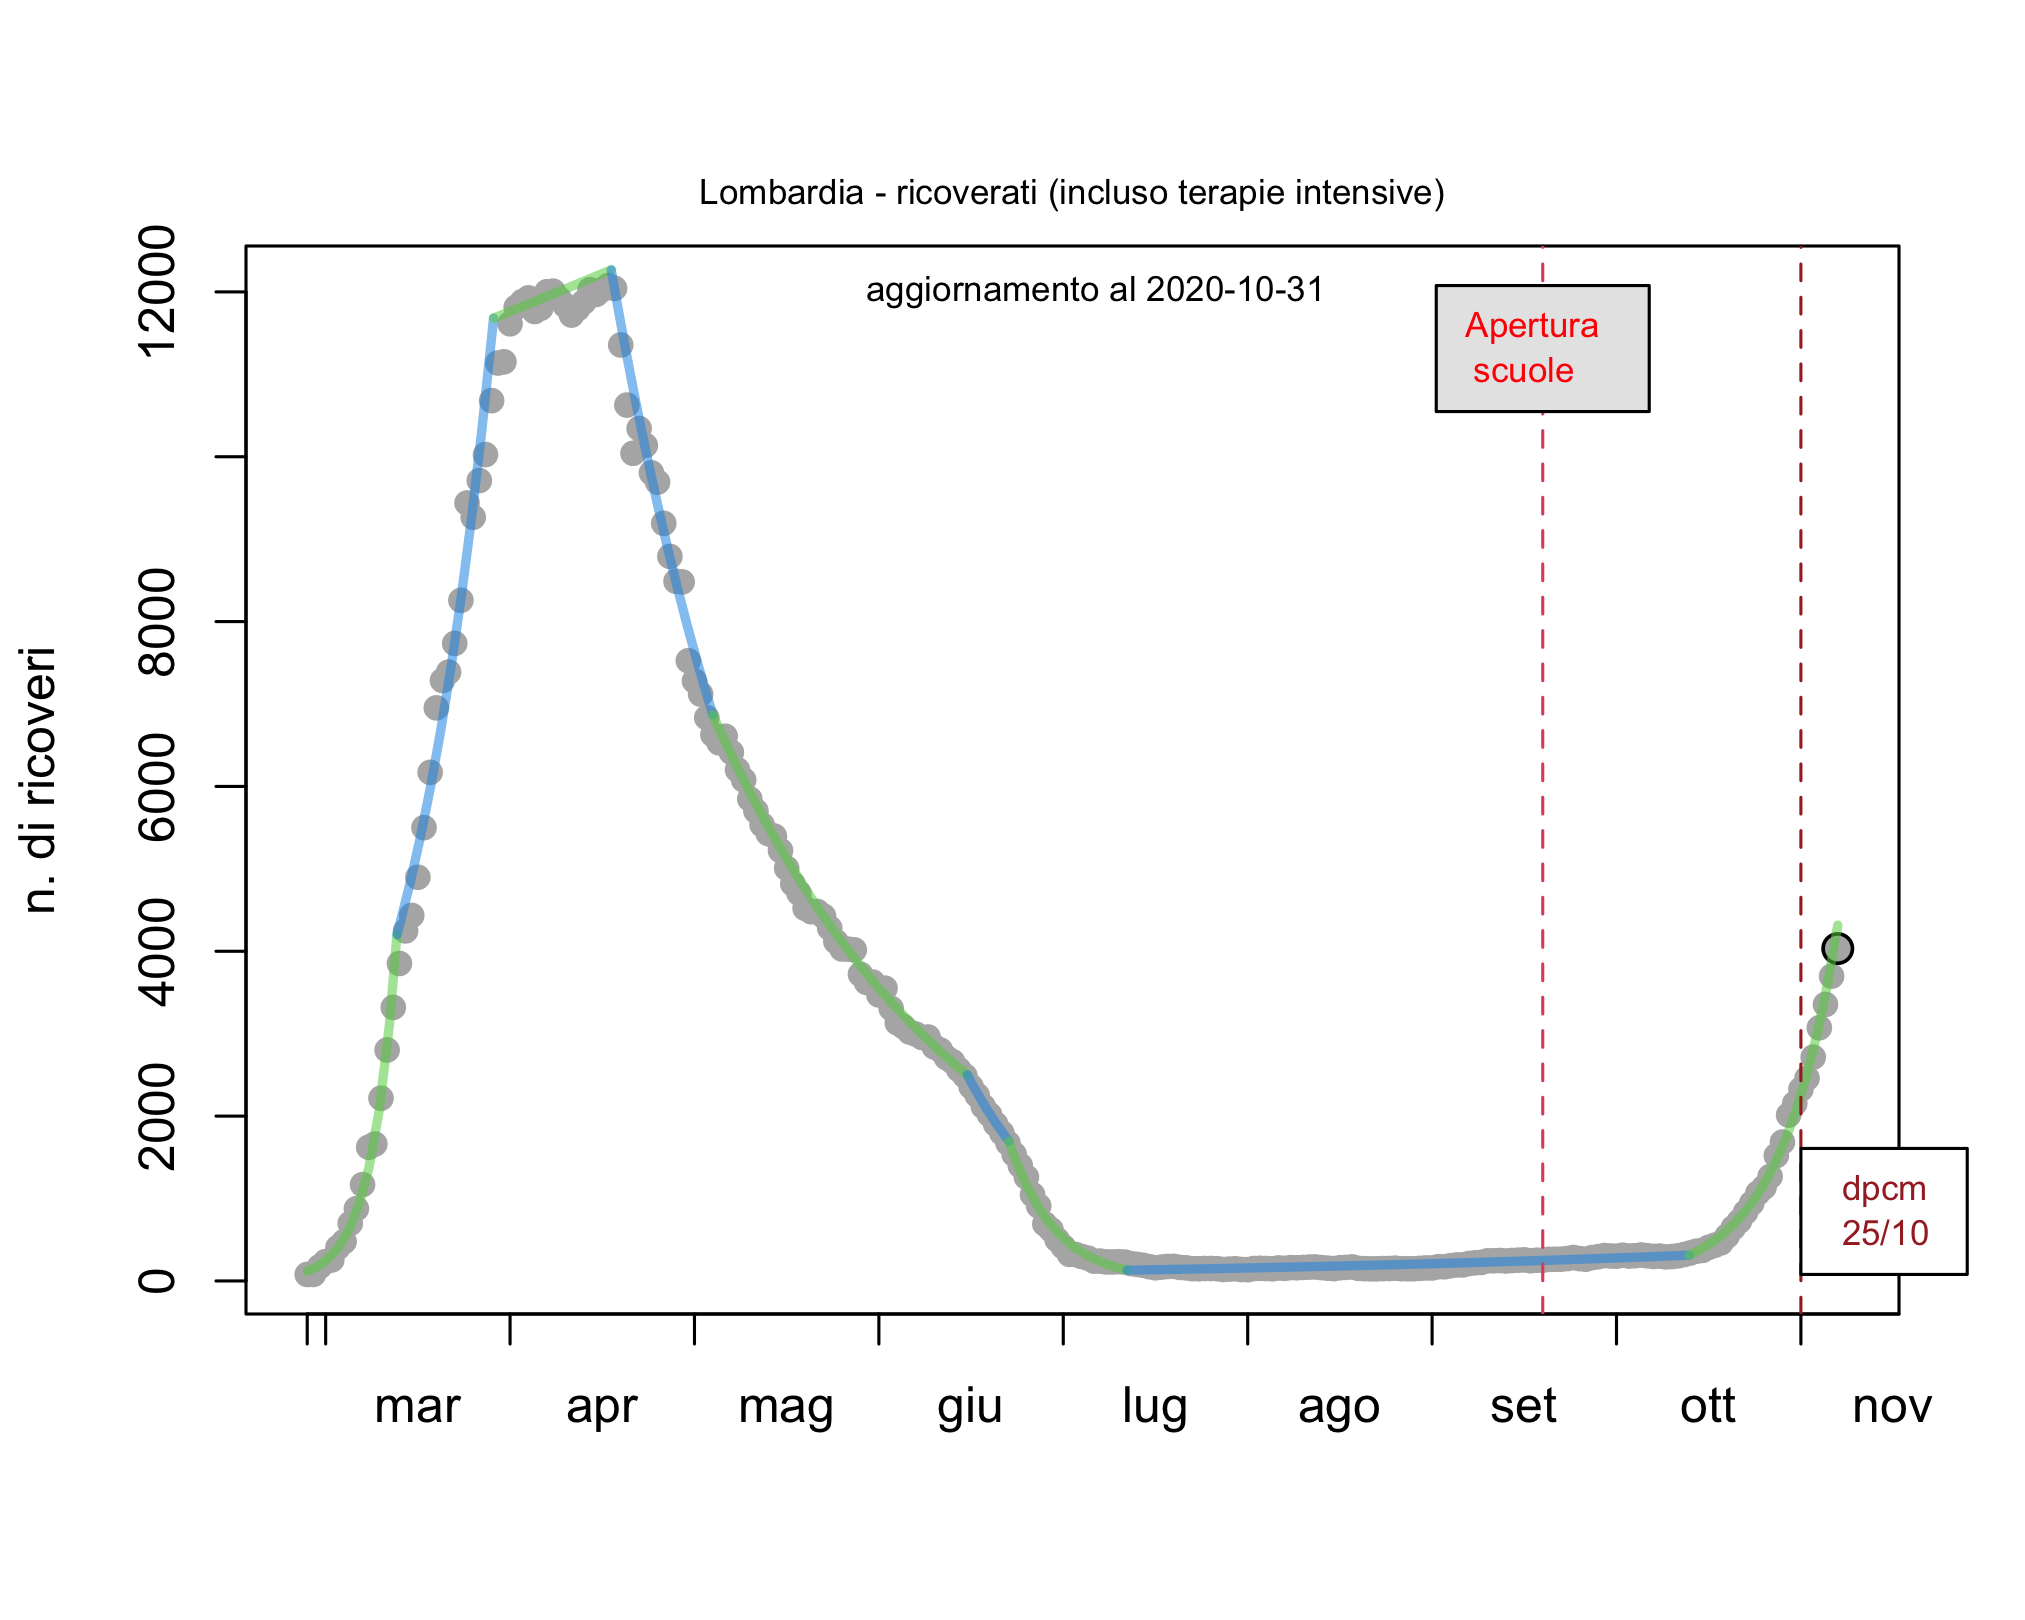 Lombardia - ricoverati (incluso terapie intensive)
aggiornamento al 2020-10-31
Apertura
scuole
dpcm
25/10
n. di ricoveri
12000
8000
6000
4000
2000
0
mar apr mag giu lug ago set ott nov